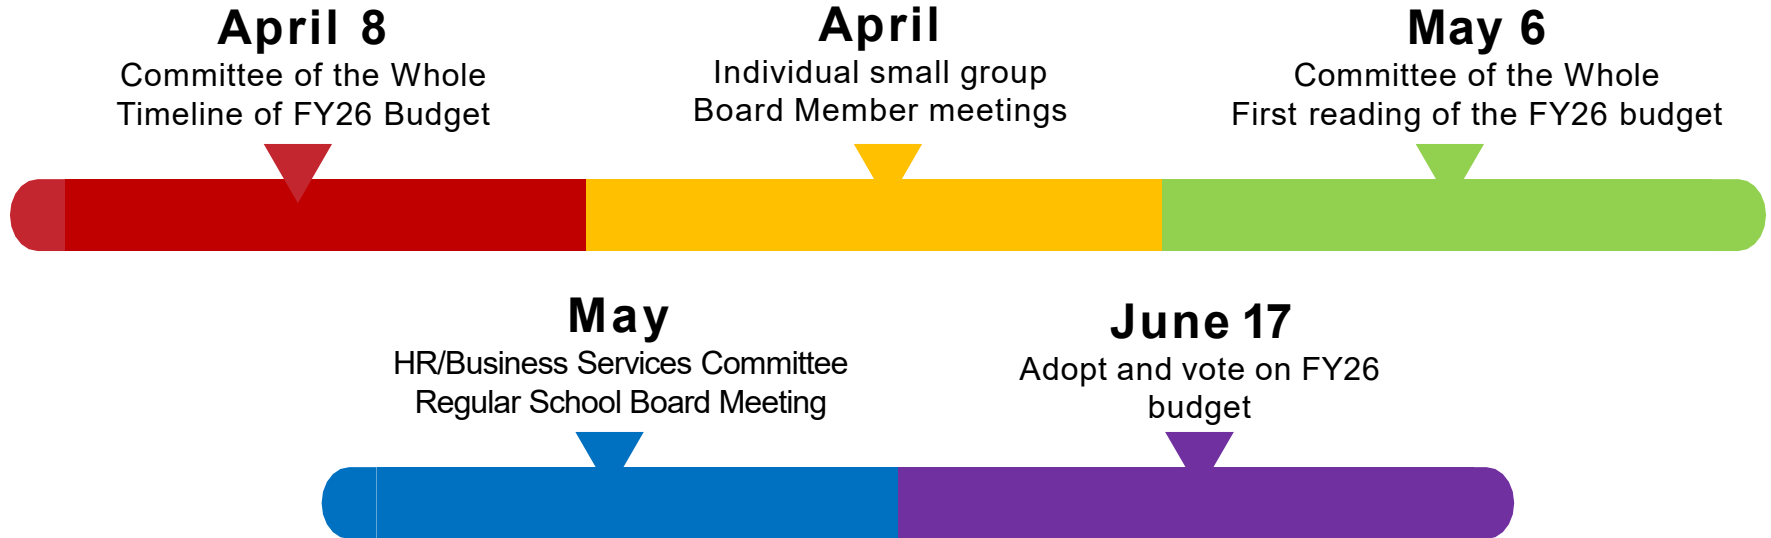 April 8
Committee of the Whole
Timeline of FY26 Budget
April
Individual small group
Board Member meetings
May 6
Committee of the Whole
First reading of the FY26 budget
May
HR/Business Services Committee
Regular School Board Meeting
June 17
Adopt and vote on FY26
budget